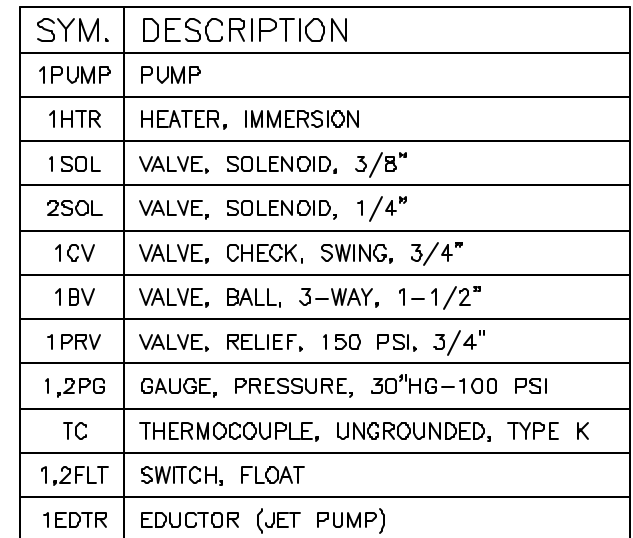 SYM. DESCRIPTION
1PUMP PUMP
1HTR HEATER, IMMERSION
1SOL VALVE, SOLENOID, 3/8"
2SOL VALVE, SOLENOID, 1/4"
1CV VALVE, CHECK, SWING, 3/4"
1BV VALVE, BALL, 3-WAY, 1-1/2"
1PRV VALVE, RELIEF, 150 PSI, 3/4"
1,2PG GAUGE, PRESSURE, 30"HG-100 PSI
TC THERMOCOUPLE, UNGROUNDED, TYPE K
1,2FLT SWITCH, FLOAT
1EDTR EDUCTOR (JET PUMP)